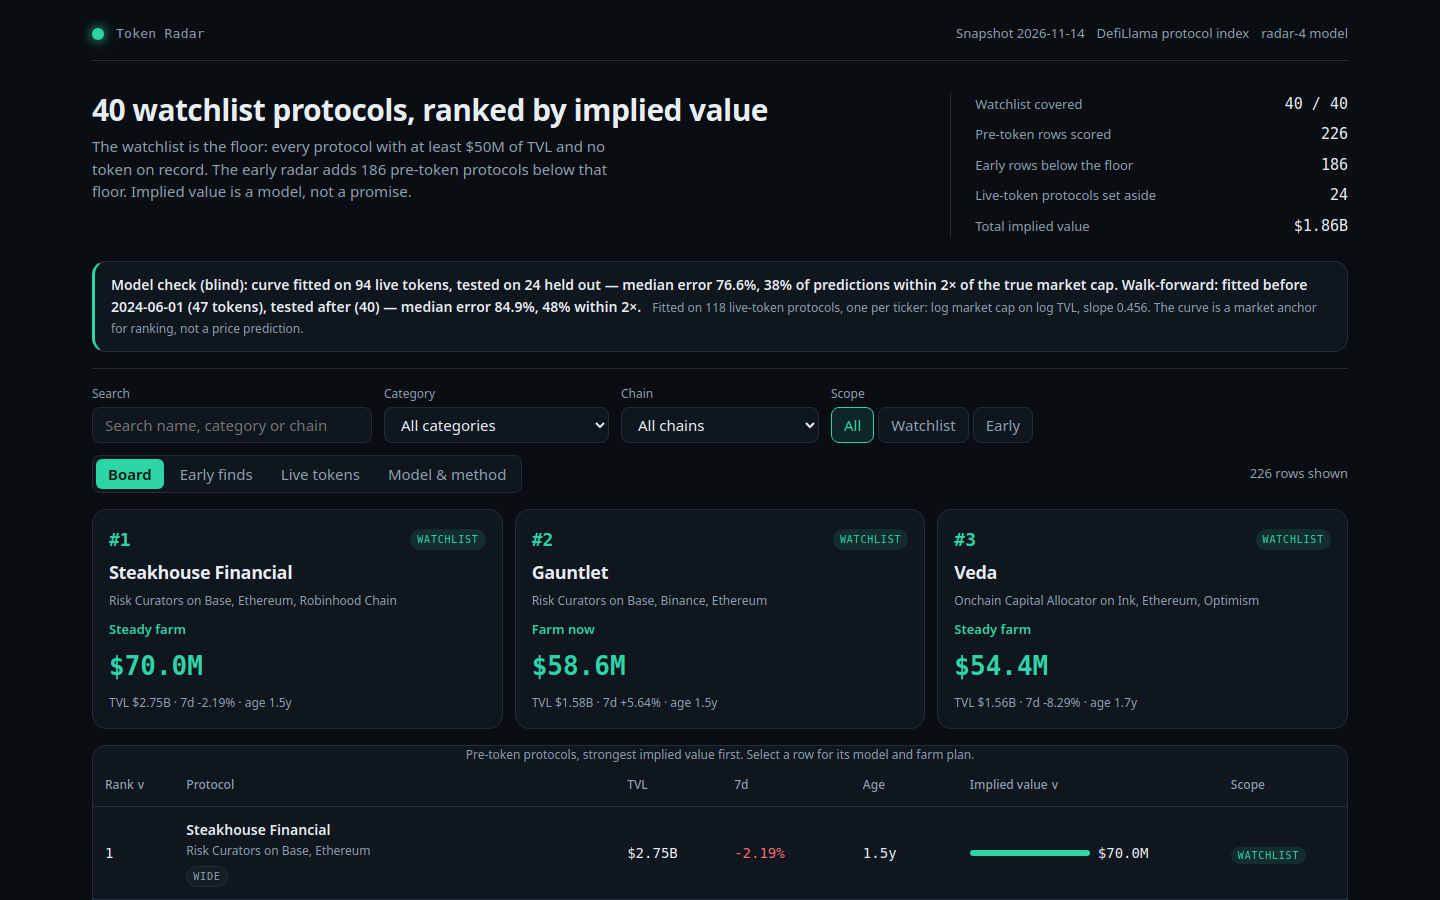 Token Radar
Snapshot 2026-11-14 DefiLlama protocol index radar-4 model
40 watchlist protocols, ranked by implied value
The watchlist is the floor: every protocol with at least $50M of TVL and no
token on record. The early radar adds 186 pre-token protocols below that
floor. Implied value is a model, not a promise.
Watchlist covered 40 / 40
Pre-token rows scored 226
Early rows below the floor 186
Live-token protocols set aside 24
Total implied value $1.86B
Model check (blind): curve fitted on 94 live tokens, tested on 24 held out — median error 76.6%, 38% of predictions within 2× of the true market cap. Walk-forward: fitted before
2024-06-01 (47 tokens), tested after (40) — median error 84.9%, 48% within 2×. Fitted on 118 live-token protocols, one per ticker: log market cap on log TVL, slope 0.456. The curve is a market anchor
for ranking, not a price prediction.
Search Category Chain Scope
Search name, category or chain All categories All chains All Watchlist Early
Board Early finds Live tokens Model & method 226 rows shown
#1 WATCHLIST
Steakhouse Financial
Risk Curators on Base, Ethereum, Robinhood Chain
Steady farm
$70.0M
TVL $2.75B · 7d -2.19% · age 1.5y
#2 WATCHLIST
Gauntlet
Risk Curators on Base, Binance, Ethereum
Farm now
$58.6M
TVL $1.58B · 7d +5.64% · age 1.5y
#3 WATCHLIST
Veda
Onchain Capital Allocator on Ink, Ethereum, Optimism
Steady farm
$54.4M
TVL $1.56B · 7d -8.29% · age 1.7y
Pre-token protocols, strongest implied value first. Select a row for its model and farm plan.
Rank v Protocol TVL 7d Age Implied value v Scope
Steakhouse Financial
Risk Curators on Base, Ethereum
1 $2.75B -2.19% 1.5y $70.0M WATCHLIST
WIDE